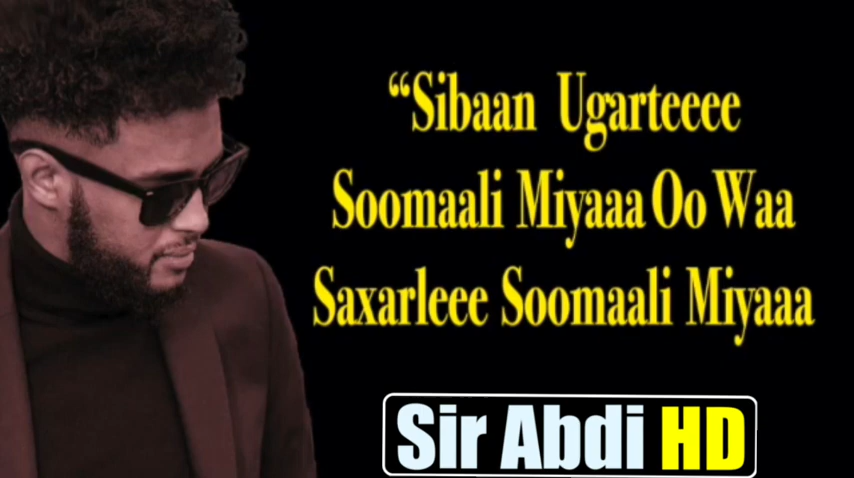 “Sibaan Ugarteeee
Soomaali Miyaaa Oo Waa
Saxarleee Soomaali Miyaaa
Sir Abdi HD